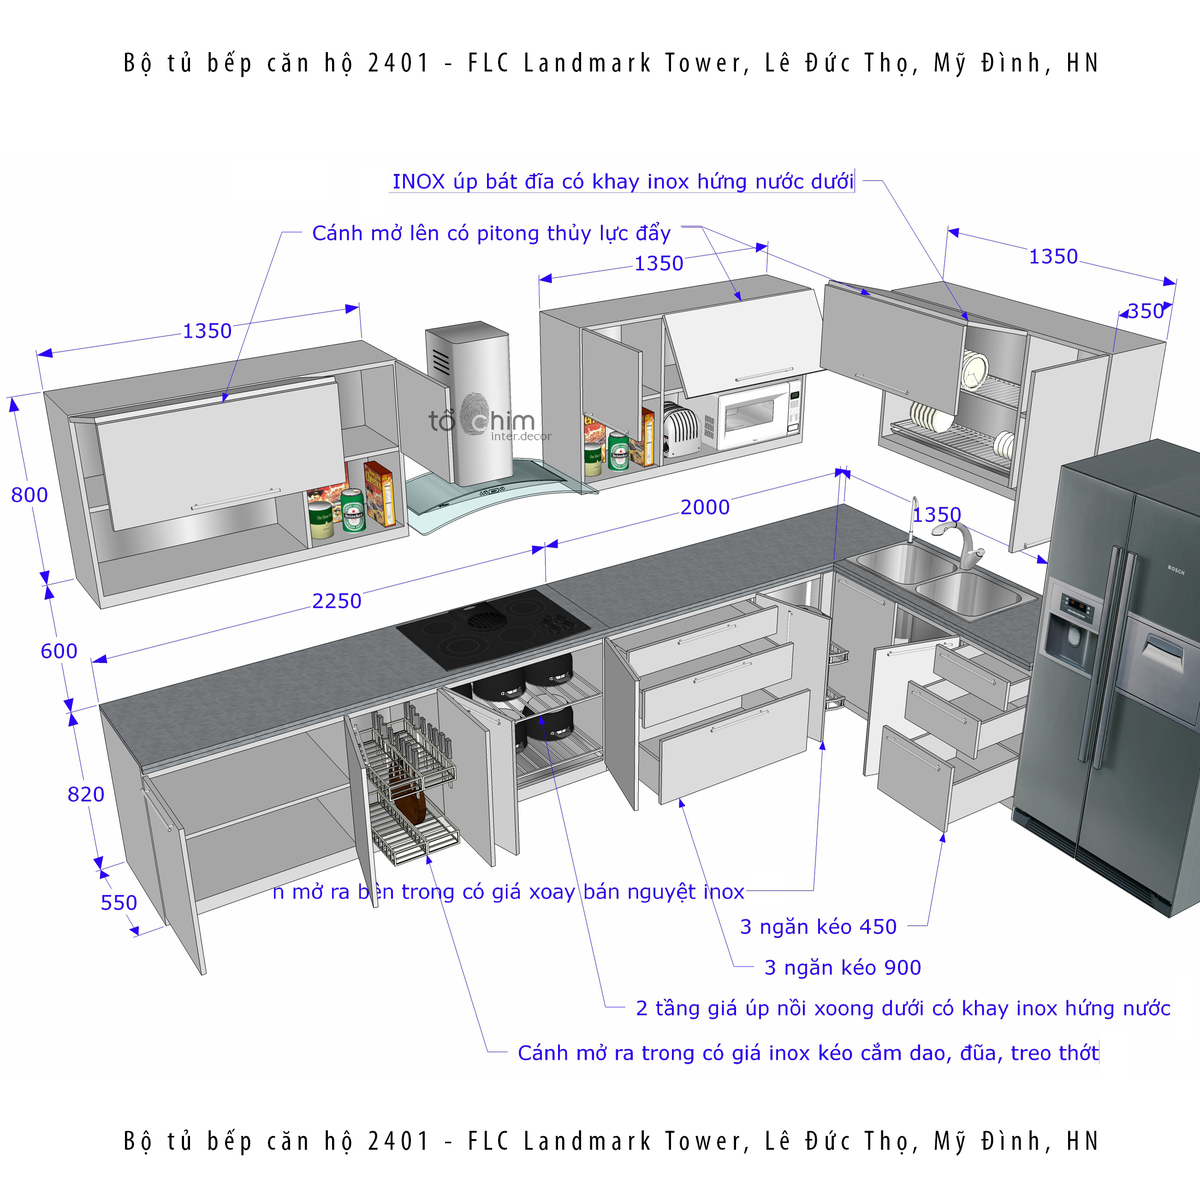 Bộ tủ bếp căn hộ 2401 - FLC Landmark Tower, Lê Đức Thọ, Mỹ Đình, HN
INOX úp bát đĩa có khay inox hứng nước dưới
Cánh mở lên có pitong thủy lực đẩy
1350
1350
350
1350
tổ chim
inter.decor
800
2000
1350
BOSCH
2250
600
820
550
n mở ra bên trong có giá xoay bán nguyệt inox
3 ngăn kéo 450
3 ngăn kéo 900
2 tầng giá úp nồi xoong dưới có khay inox hứng nước
Cánh mở ra trong có giá inox kéo cắm dao, đũa, treo thớt
Bộ tủ bếp căn hộ 2401 - FLC Landmark Tower, Lê Đức Thọ, Mỹ Đình, HN